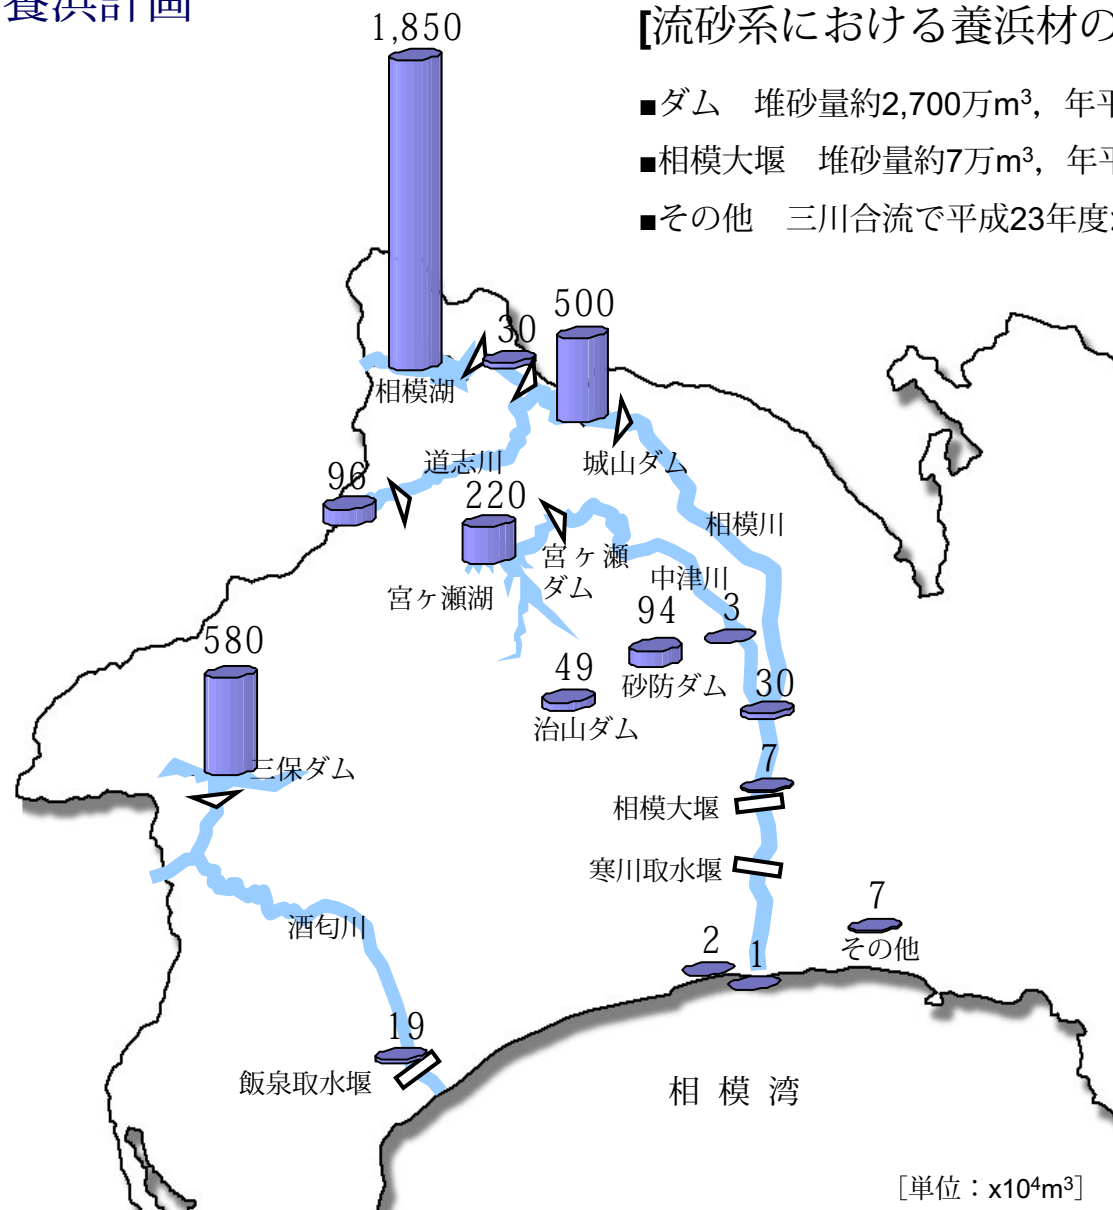 養浜計画
[流砂系における養浜材の
■ダム　堆砂量約2,700万m³，年平
■相模大堰　堆砂量約7万m³，年平
■その他　三川合流で平成23年度
1,850
500
30
相模湖
道志川
城山ダム
96
220
相模川
宮ヶ瀬
ダム
中津川
宮ヶ瀬湖
94
3
580
49
砂防ダム
30
治山ダム
7
三保ダム
相模大堰
寒川取水堰
7
酒匂川
2
1
その他
19
飯泉取水堰
相模湾
［単位：x10⁴m³］